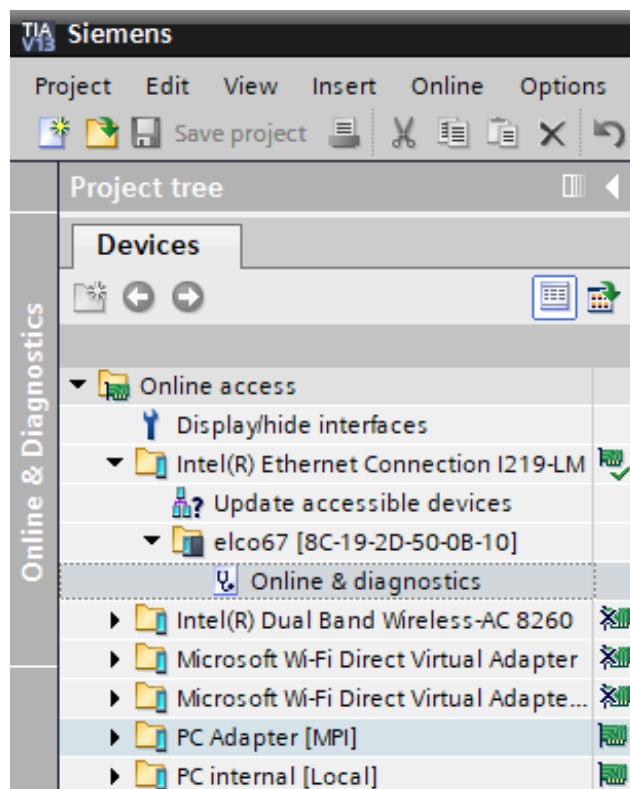 TIA V13 Siemens
Project Edit View Insert Online Options
Save project
Project tree
Devices
Online & Diagnostics
Online access
Display/hide interfaces
Intel(R) Ethernet Connection I219-LM
Update accessible devices
elco67 [8C-19-2D-50-0B-10]
Online & diagnostics
Intel(R) Dual Band Wireless-AC 8260
Microsoft Wi-Fi Direct Virtual Adapter
Microsoft Wi-Fi Direct Virtual Adapte...
PC Adapter [MPI]
PC internal [Local]